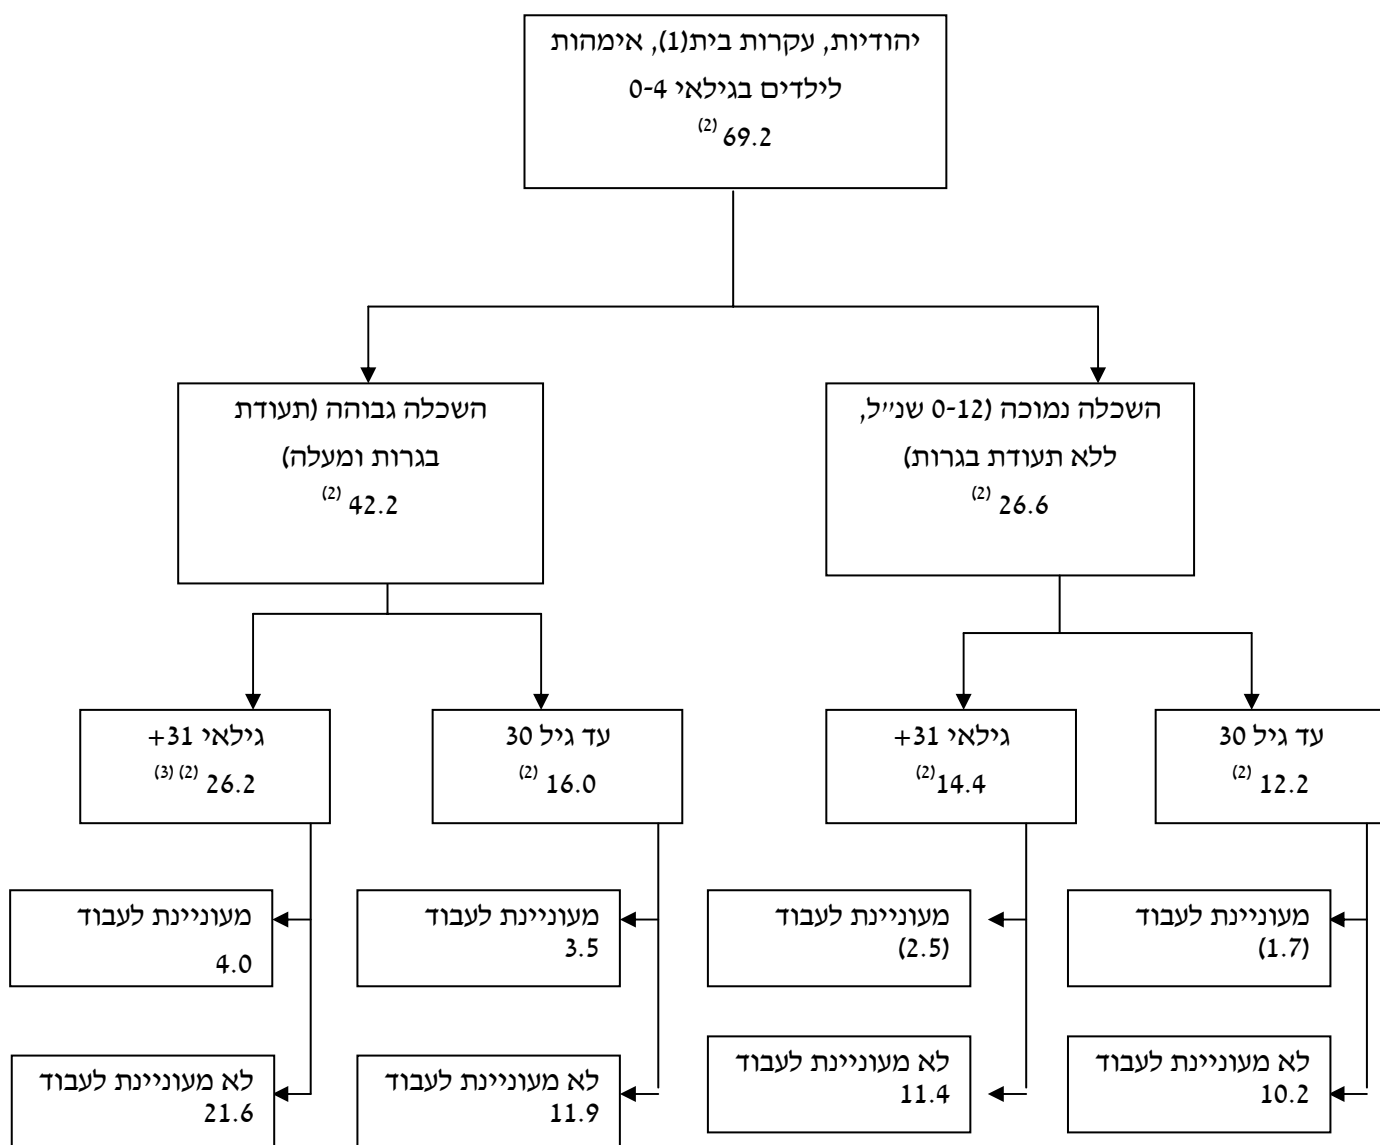 יהודיות, עקרות בית(1), אימהות
לילדים בגילאי 0-4
69.2 (2)
השכלה נמוכה (0-12 שנ״ל,
ללא תעודת בגרות)
26.6 (2)
השכלה גבוהה (תעודת
בגרות ומעלה)
42.2 (2)
עד גיל 30
12.2 (2)
גילאי 31+
14.4(2)
עד גיל 30
16.0 (2)
גילאי 31+
26.2 (2) (3)
מעוניינת לעבוד
(1.7)
מעוניינת לעבוד
(2.5)
מעוניינת לעבוד
3.5
מעוניינת לעבוד
4.0
לא מעוניינת לעבוד
10.2
לא מעוניינת לעבוד
11.4
לא מעוניינת לעבוד
11.9
לא מעוניינת לעבוד
21.6